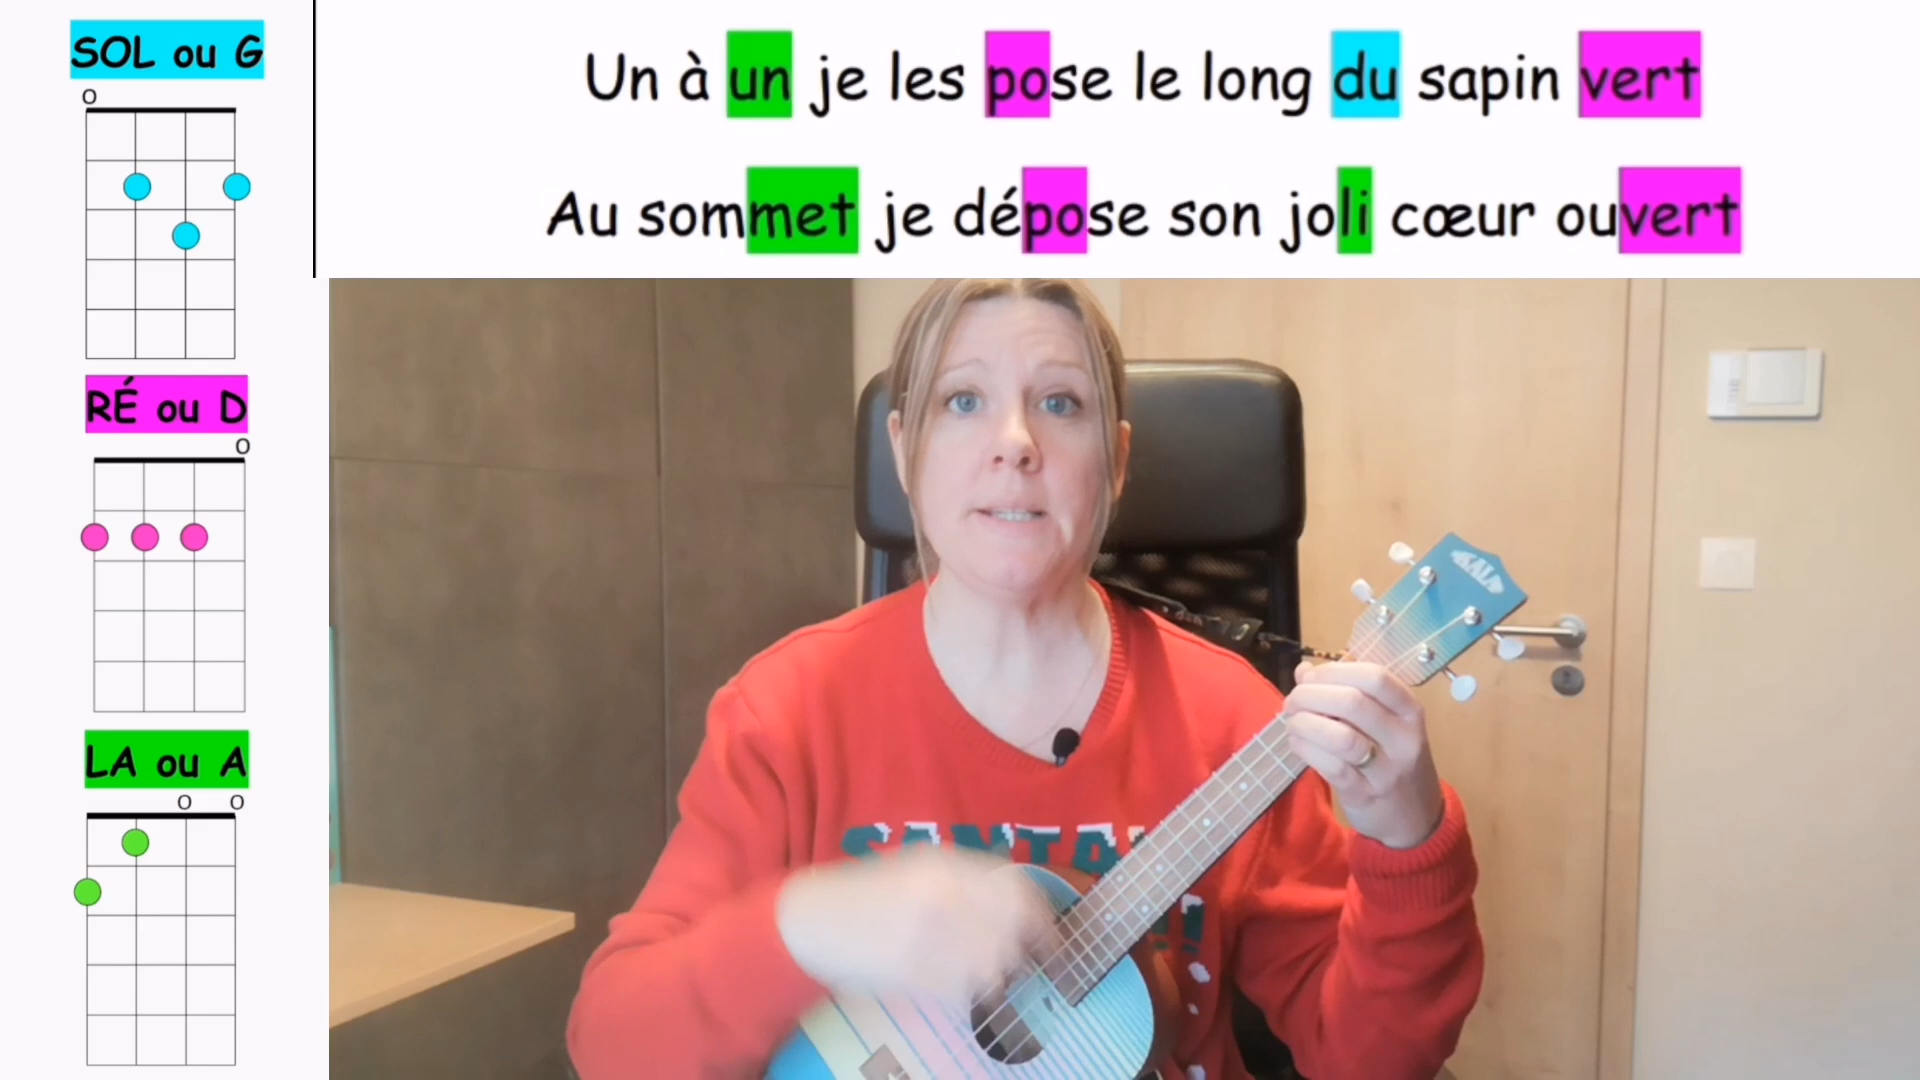 SOL ou G
O
RÉ ou D
O
LA ou A
O O
Un à un je les pose le long du sapin vert
Au sommet je dépose son joli cœur ouvert
KALA
SANTA
!!